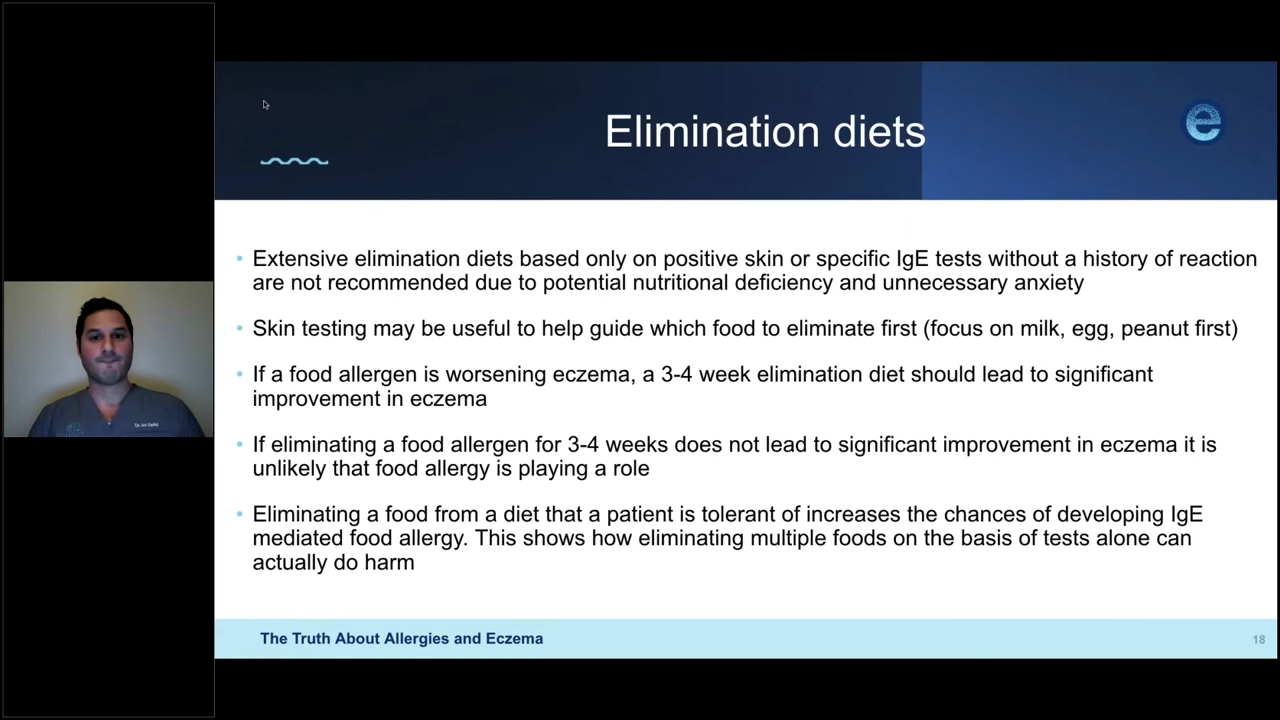 Elimination diets
e
• Extensive elimination diets based only on positive skin or specific IgE tests without a history of reaction
are not recommended due to potential nutritional deficiency and unnecessary anxiety
• Skin testing may be useful to help guide which food to eliminate first (focus on milk, egg, peanut first)
• If a food allergen is worsening eczema, a 3-4 week elimination diet should lead to significant
improvement in eczema
• If eliminating a food allergen for 3-4 weeks does not lead to significant improvement in eczema it is
unlikely that food allergy is playing a role
• Eliminating a food from a diet that a patient is tolerant of increases the chances of developing IgE
mediated food allergy. This shows how eliminating multiple foods on the basis of tests alone can
actually do harm
The Truth About Allergies and Eczema
18